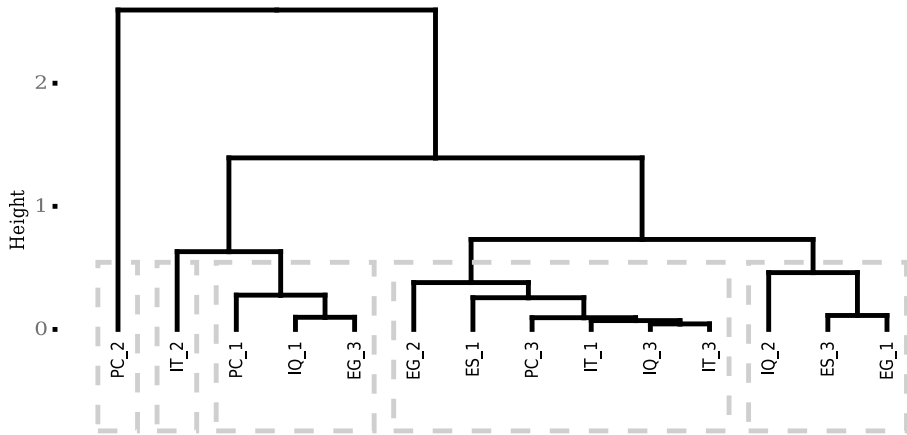 2
1
0
Height
PC_2
IT_2
PC_1
IQ_1
EG_3
EG_2
ES_1
PC_3
IT_1
IQ_3
IT_3
IQ_2
ES_3
EG_1